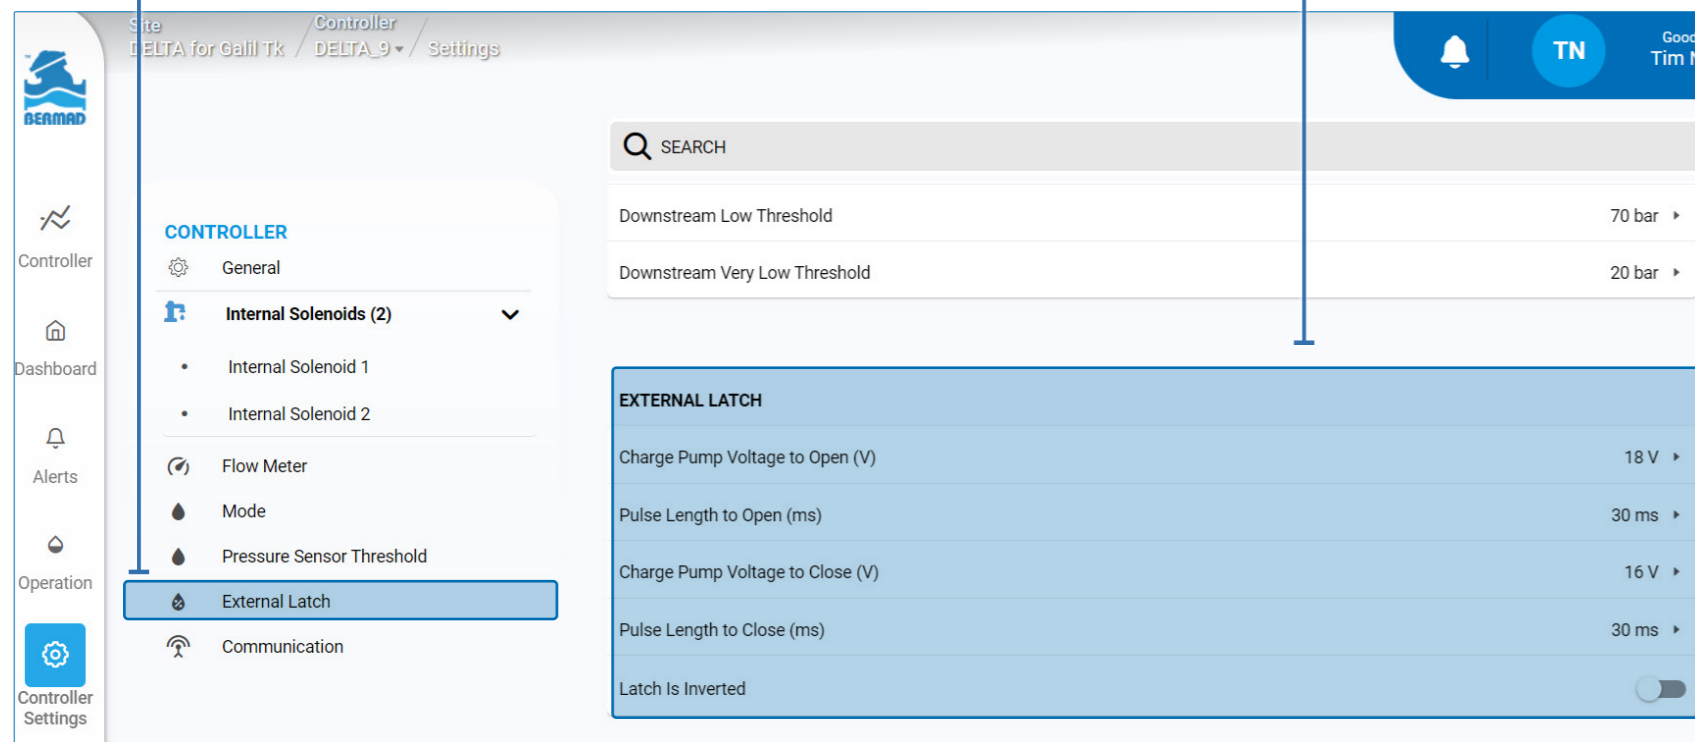 Site
DELTA for Galil Tk / Controller
DELTA_9 / Settings
TN
Good
Tim M
BERMAD
SEARCH
Controller
Dashboard
Alerts
Operation
Controller
Settings
CONTROLLER
General
Internal Solenoids (2)
• Internal Solenoid 1
• Internal Solenoid 2
Flow Meter
Mode
Pressure Sensor Threshold
External Latch
Communication
Downstream Low Threshold 70 bar
Downstream Very Low Threshold 20 bar
EXTERNAL LATCH
Charge Pump Voltage to Open (V) 18 V
Pulse Length to Open (ms) 30 ms
Charge Pump Voltage to Close (V) 16 V
Pulse Length to Close (ms) 30 ms
Latch Is Inverted